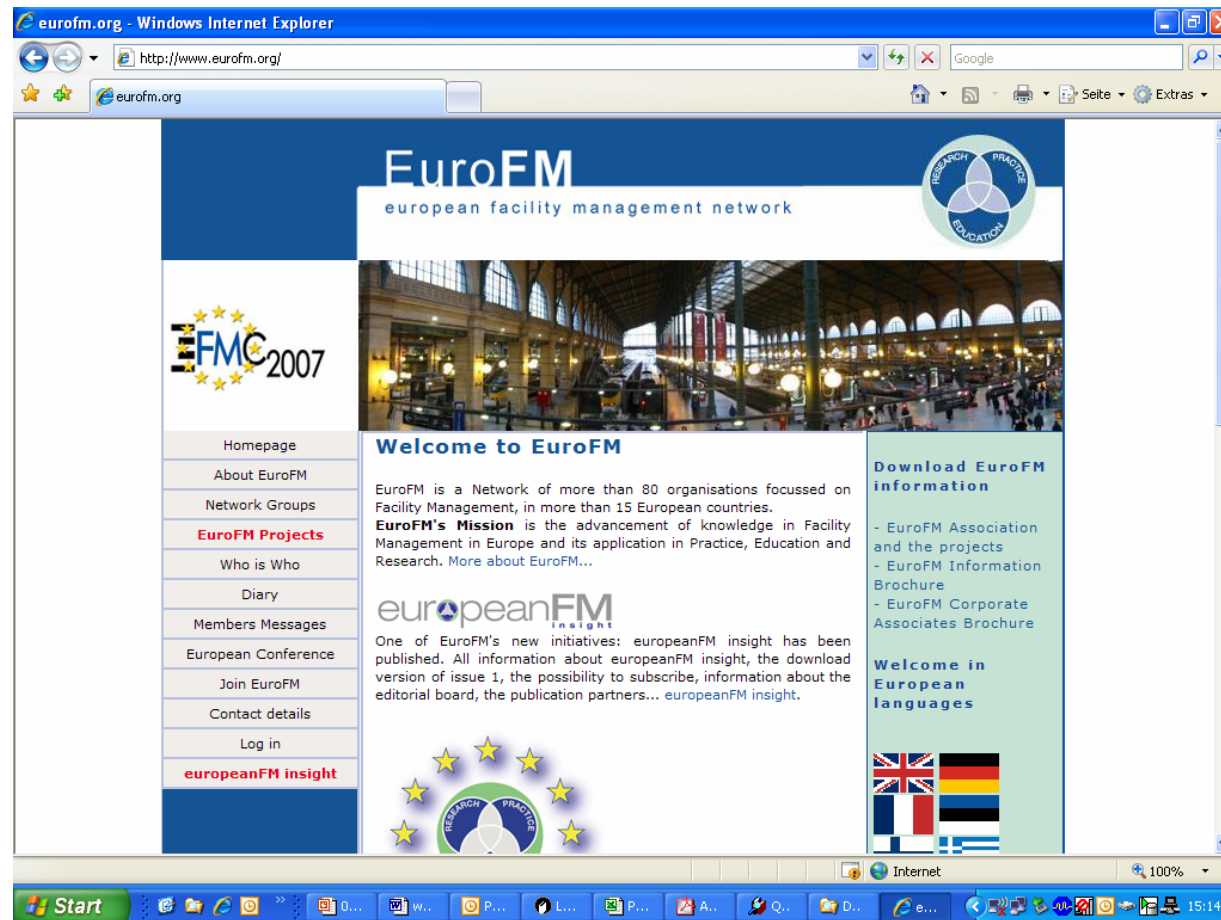 eurofm.org - Windows Internet Explorer
http://www.eurofm.org/
Google
eurofm.org
Seite
Extras
EuroFM
european facility management network
RESEARCH PRACTICE
EDUCATION
EFMC2007
Homepage
About EuroFM
Network Groups
EuroFM Projects
Who is Who
Diary
Members Messages
European Conference
Join EuroFM
Contact details
Log in
europeanFM insight
Welcome to EuroFM
EuroFM is a Network of more than 80 organisations focussed on
Facility Management, in more than 15 European countries.
EuroFM's Mission is the advancement of knowledge in Facility
Management in Europe and its application in Practice, Education and
Research. More about EuroFM...
europeanFM
insight
One of EuroFM's new initiatives: europeanFM insight has been
published. All information about europeanFM insight, the download
version of issue 1, the possibility to subscribe, information about the
editorial board, the publication partners... europeanFM insight.
RESEARCH PRACTICE
Download EuroFM
information
- EuroFM Association
and the projects
- EuroFM Information
Brochure
- EuroFM Corporate
Associates Brochure
Welcome in
European
languages
Internet
100%
Start
0...
w...
P...
L...
P...
A...
Q...
D...
e...
15:14